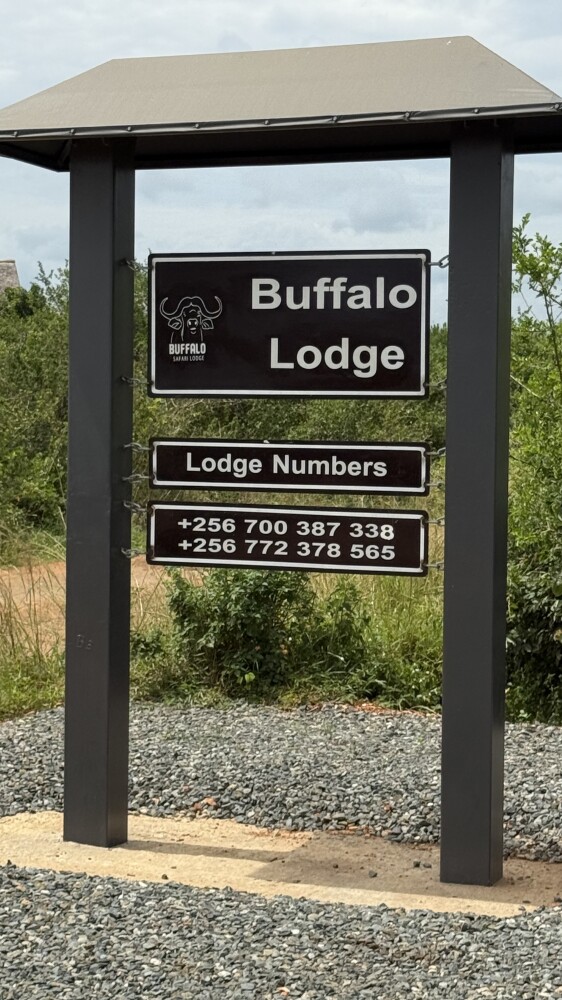 Buffalo
Lodge
BUFFALO
SAFARI LODGE
Lodge Numbers
+256 700 387 338
+256 772 378 565